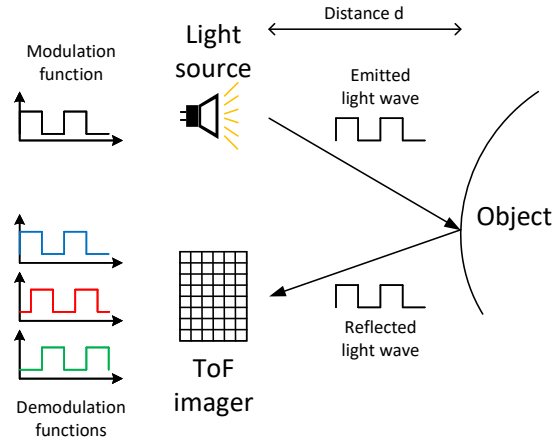 Modulation
function
Light
source
Distance d
Emitted
light wave
Object
Reflected
light wave
ToF
imager
Demodulation
functions